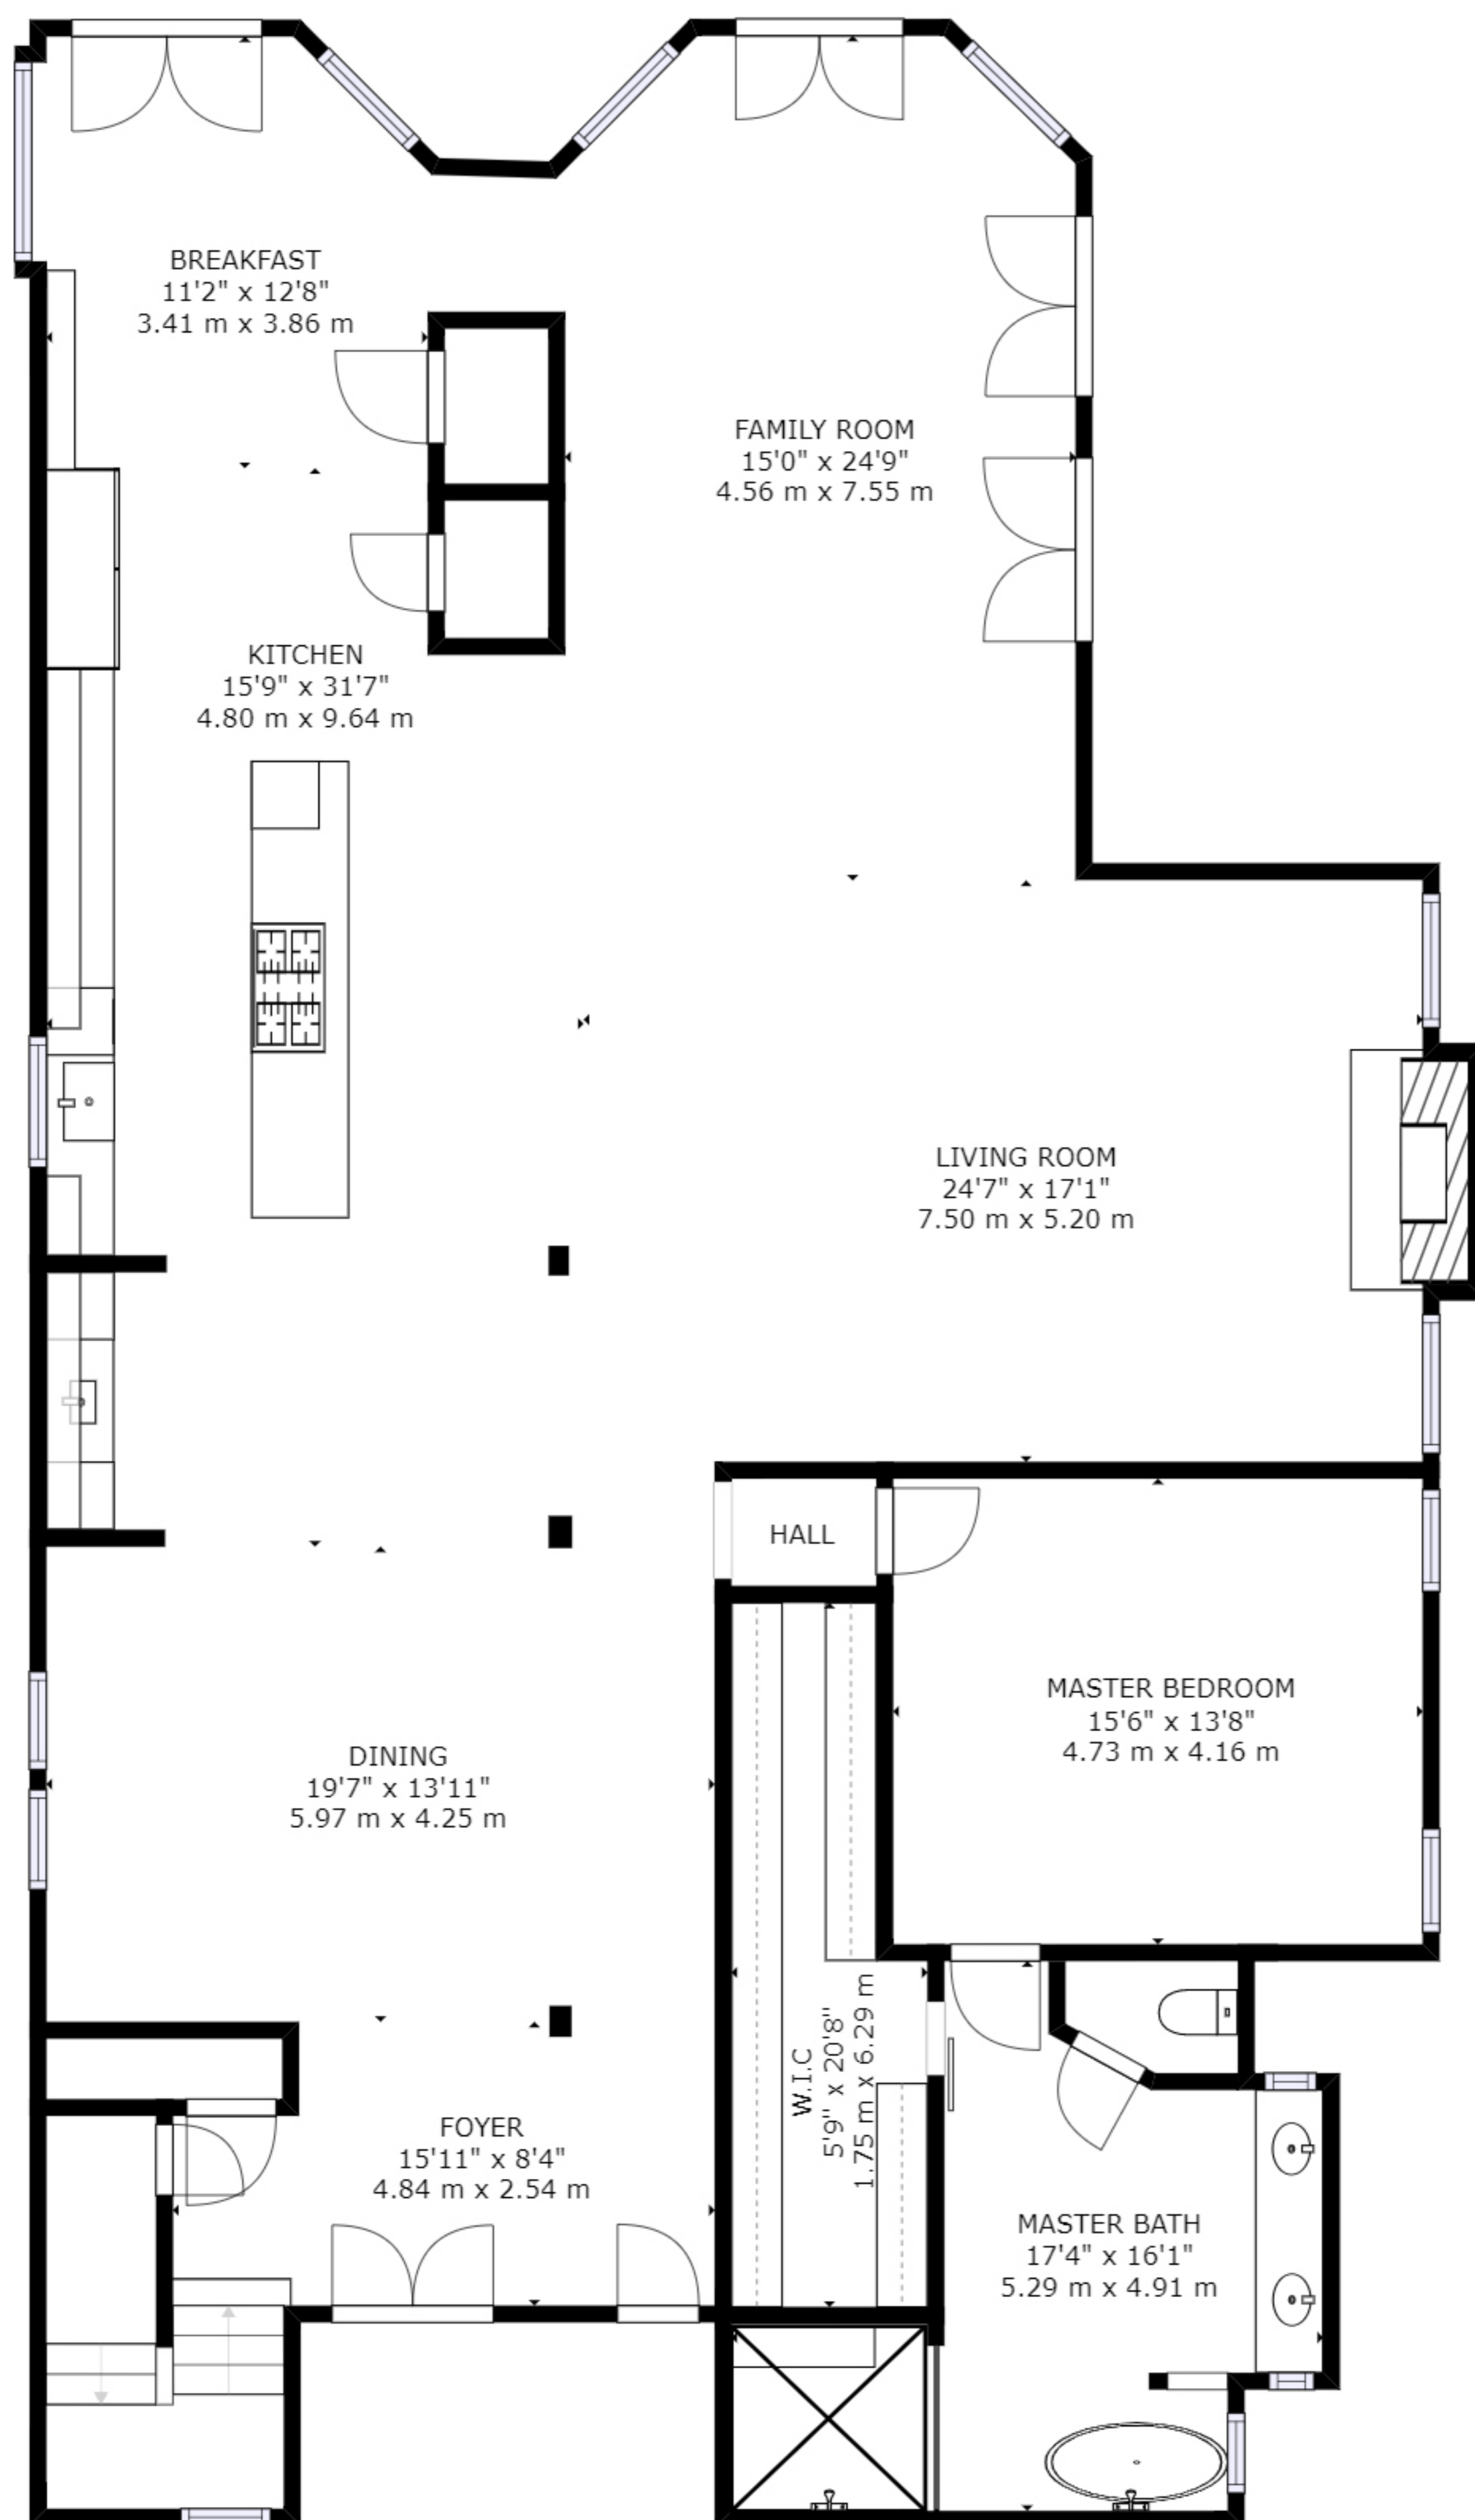 BREAKFAST
11'2" x 12'8"
3.41 m x 3.86 m
FAMILY ROOM
15'0" x 24'9"
4.56 m x 7.55 m
KITCHEN
15'9" x 31'7"
4.80 m x 9.64 m
LIVING ROOM
24'7" x 17'1"
7.50 m x 5.20 m
HALL
MASTER BEDROOM
15'6" x 13'8"
4.73 m x 4.16 m
DINING
19'7" x 13'11"
5.97 m x 4.25 m
W.I.C
5'9" x 20'8"
1.75 m x 6.29 m
FOYER
15'11" x 8'4"
4.84 m x 2.54 m
MASTER BATH
17'4" x 16'1"
5.29 m x 4.91 m